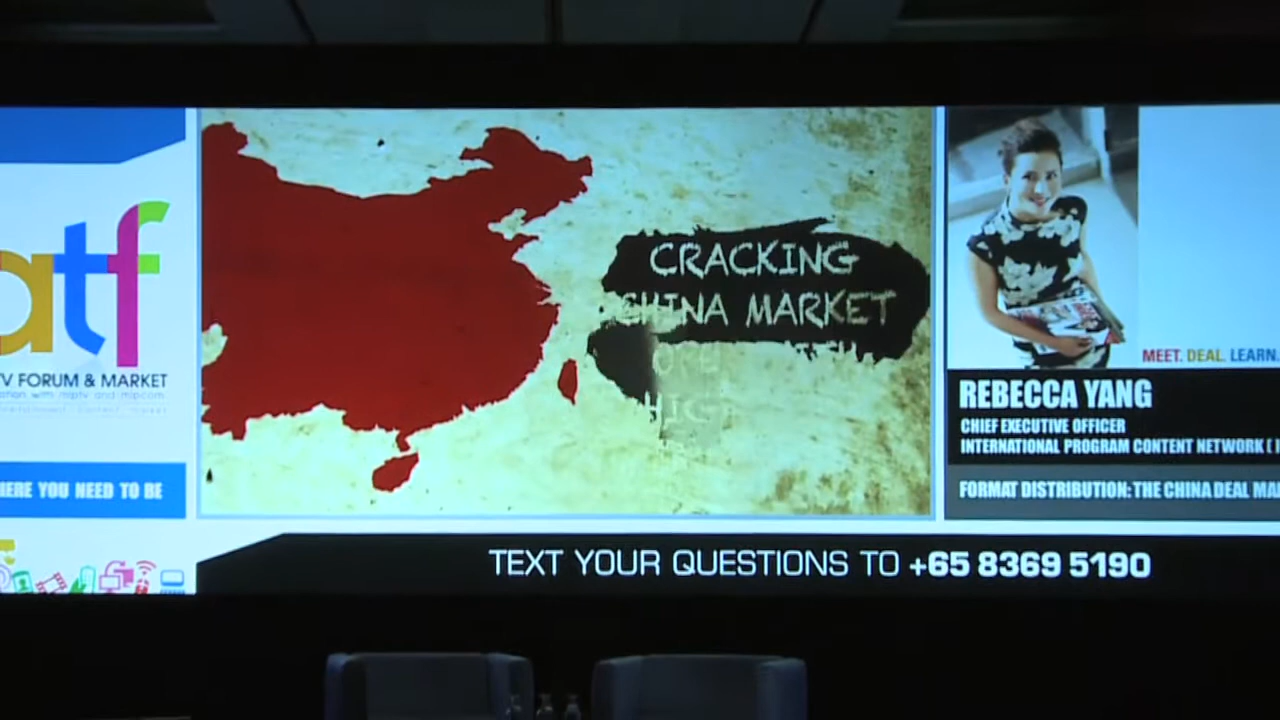 atf
TV FORUM & MARKET
HERE YOU NEED TO BE
CRACKING
CHINA MARKET
MEET. DEAL. LEARN.
REBECCA YANG
CHIEF EXECUTIVE OFFICER
INTERNATIONAL PROGRAM CONTENT NETWORK
FORMAT DISTRIBUTION: THE CHINA DEAL
TEXT YOUR QUESTIONS TO +65 8369 5190